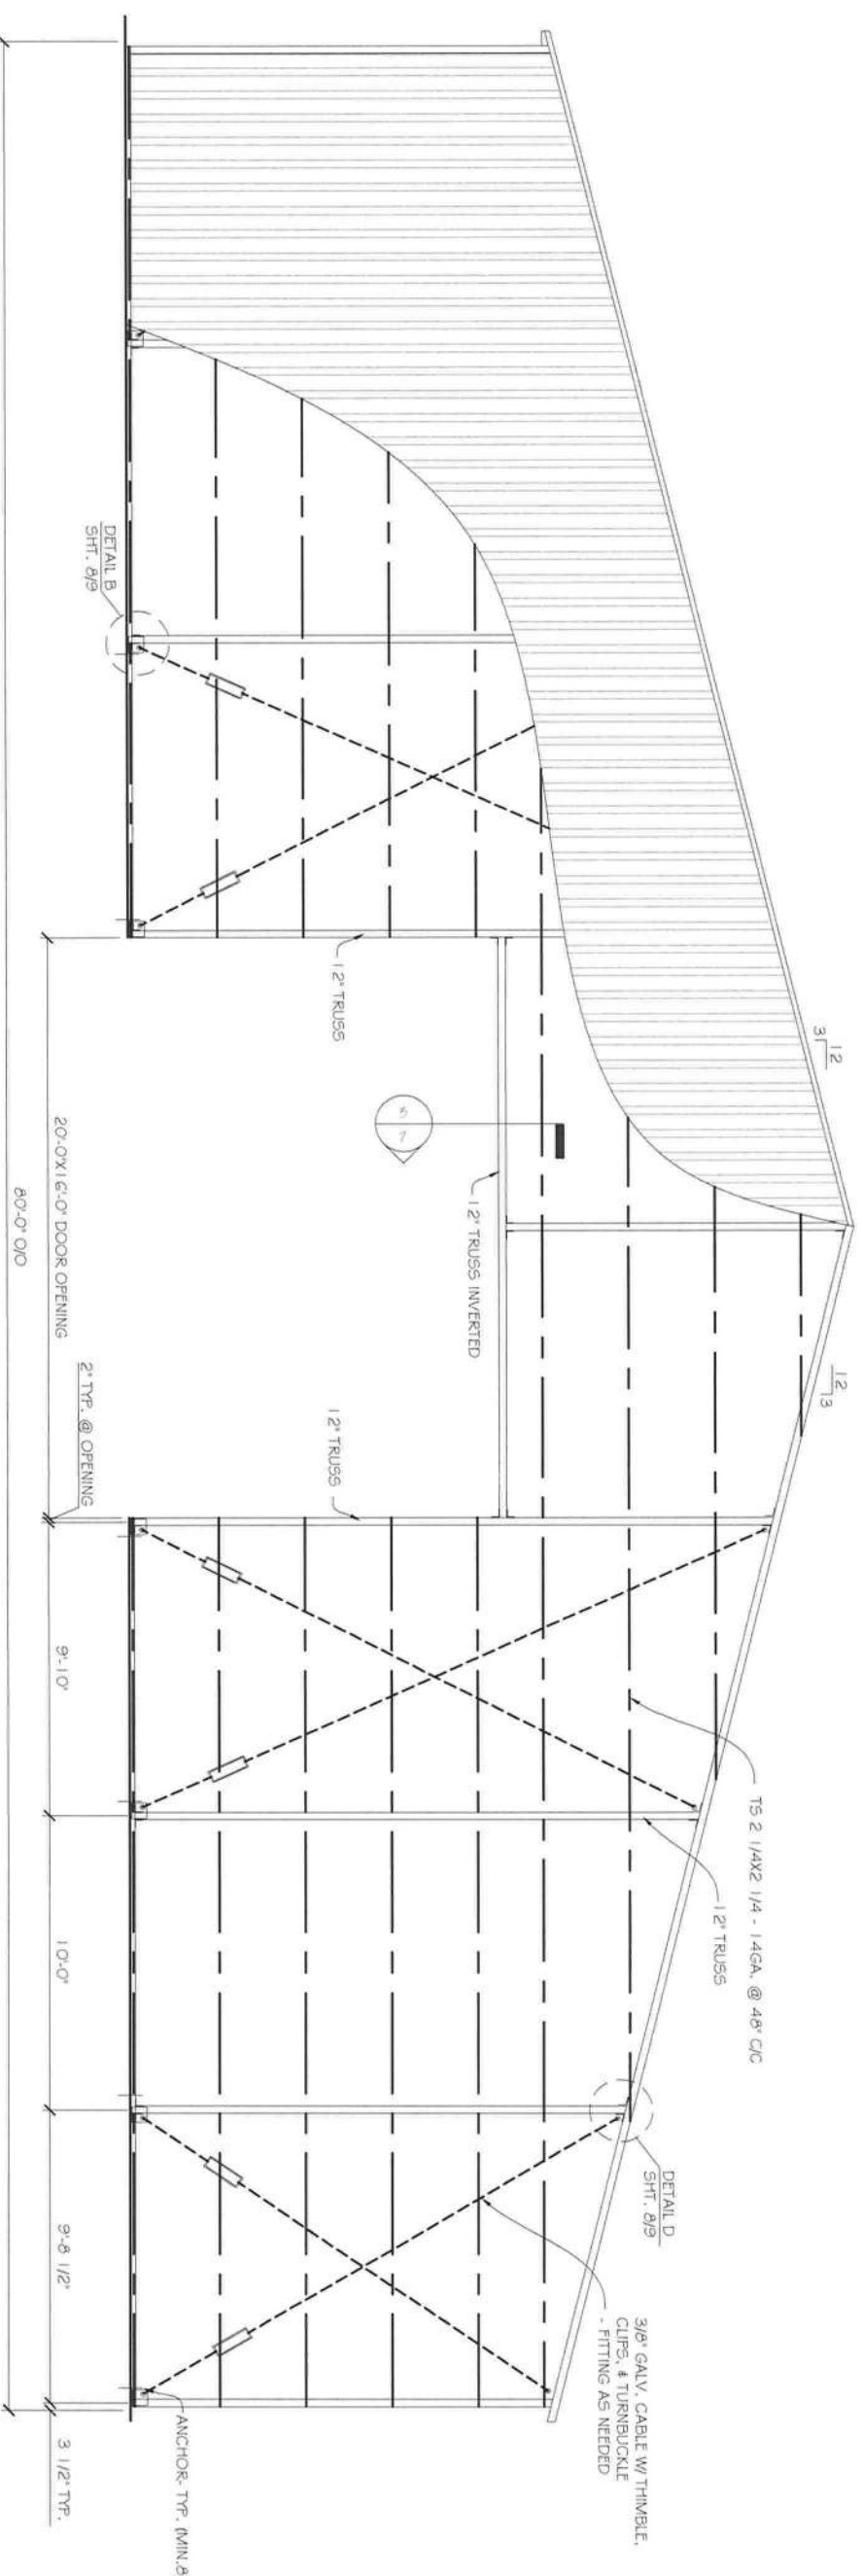 12
3
12
3
TS 2 1/4X2 1/4 - 14GA. @ 48" C/C
12" TRUSS
DETAIL D
SHT. 8/9
3/8" GALV. CABLE W/ THIMBLE,
CLIPS, & TURNBUCKLE
- FITTING AS NEEDED
12" TRUSS INVERTED
5
7
12" TRUSS
12" TRUSS
DETAIL B
SHT. 8/9
ANCHOR- TYP. (MIN.8
2" TYP. @ OPENING
20'-0"X16'-0" DOOR OPENING
9'-10"
10'-0"
9'-8 1/2"
3 1/2" TYP.
80'-0" O/O